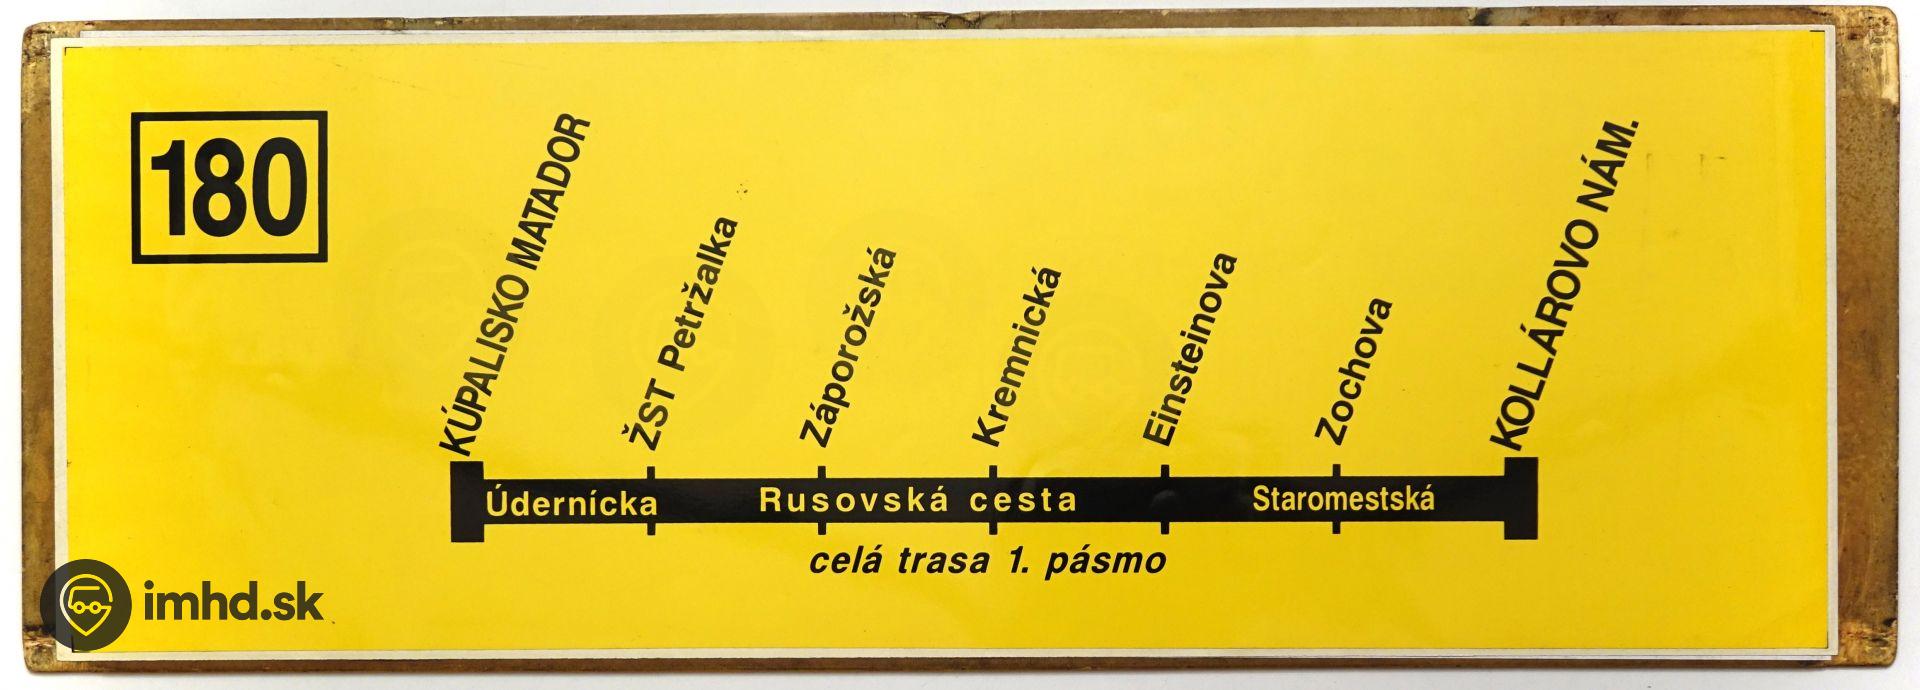 180
KÚPALISKO MATADOR
ŽST Petržalka
Záporožská
Kremnická
Einsteinova
Zochova
KOLLÁROVO NÁM.
Údernícka
Rusovská cesta
Staromestská
celá trasa 1. pásmo
imhd.sk